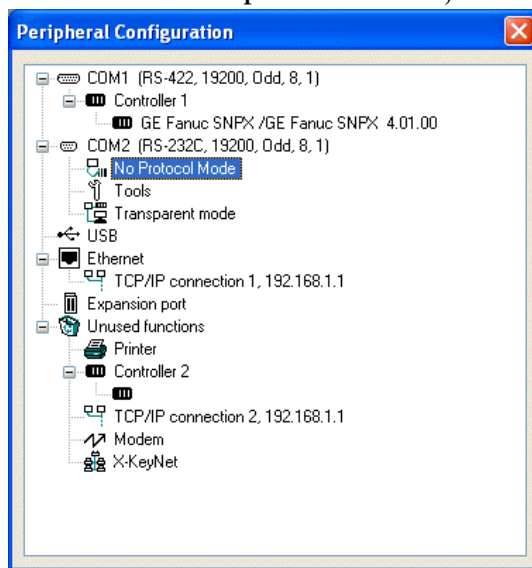 Peripheral Configuration
COM1 (RS-422, 19200, Odd, 8, 1)
Controller 1
GE Fanuc SNPX /GE Fanuc SNPX 4.01.00
COM2 (RS-232C, 19200, Odd, 8, 1)
No Protocol Mode
Tools
Transparent mode
USB
Ethernet
TCP/IP connection 1, 192.168.1.1
Expansion port
Unused functions
Printer
Controller 2
TCP/IP connection 2, 192.168.1.1
Modem
X-KeyNet